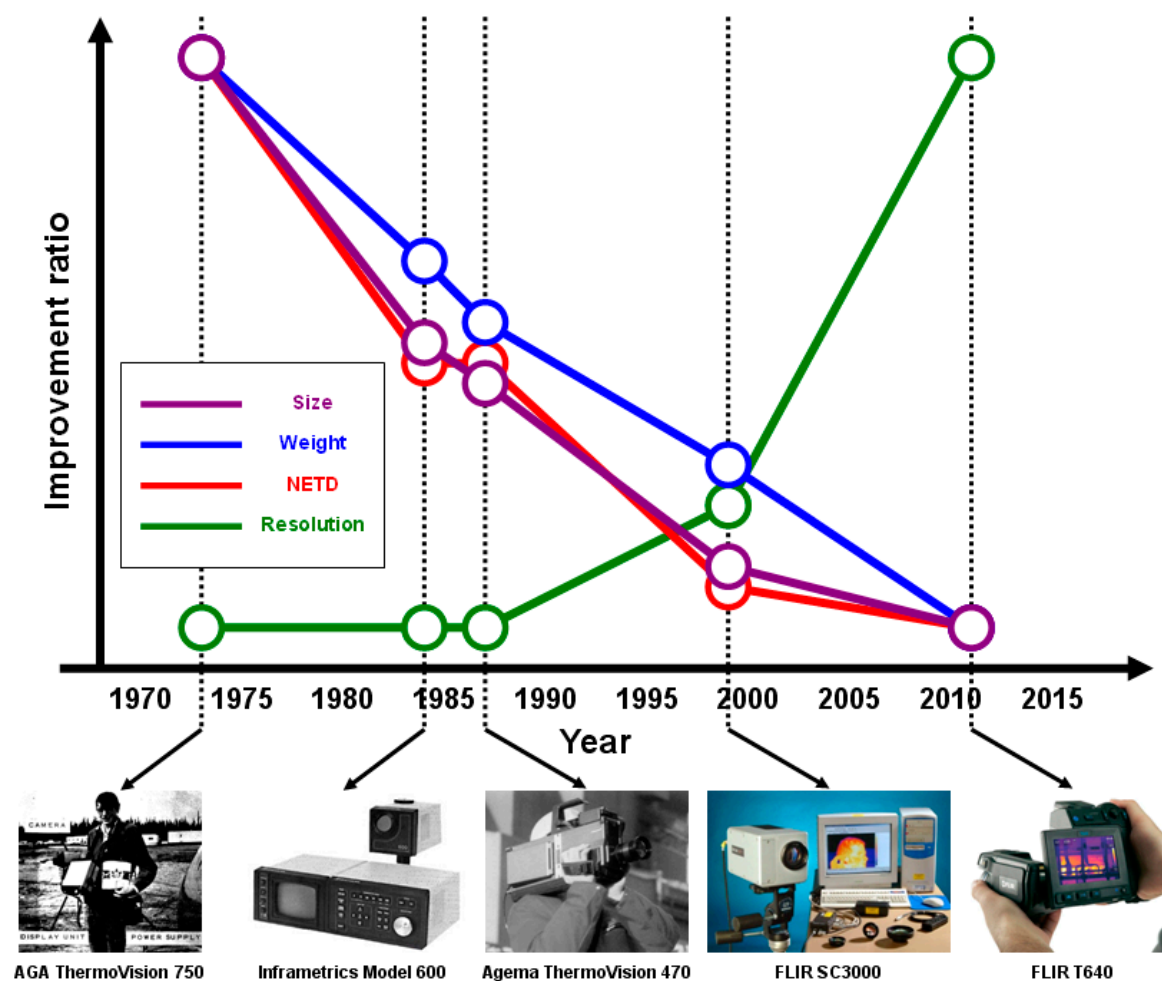 Improvement ratio
Size
Weight
NETD
Resolution
1970 1975 1980 1985 1990 1995 2000 2005 2010 2015
Year
CAMERA
DISPLAY UNIT POWER SUPPLY
FLIR
AGA ThermoVision 750
Inframetrics Model 600
Agema ThermoVision 470
FLIR SC3000
FLIR T640